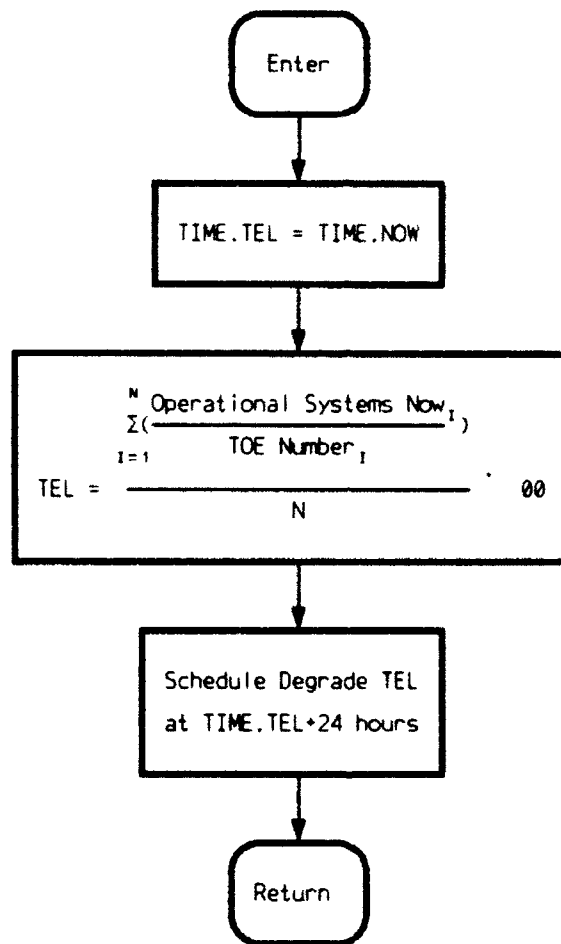 Enter
TIME.TEL = TIME.NOW
N
Σ( Operational Systems Now I )
I=1
TOE Number I
TEL = · 00
N
Schedule Degrade TEL
at TIME.TEL+24 hours
Return